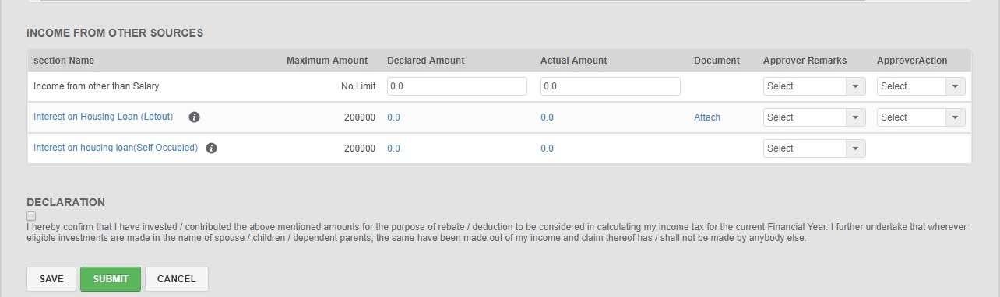 INCOME FROM OTHER SOURCES
section Name Maximum Amount Declared Amount Actual Amount Document Approver Remarks ApproverAction
Income from other than Salary No Limit 0.0 0.0 Select Select
Interest on Housing Loan (Letout) i 200000 0.0 0.0 Attach Select Select
Interest on housing loan(Self Occupied) i 200000 0.0 0.0 Select
DECLARATION
I hereby confirm that I have invested / contributed the above mentioned amounts for the purpose of rebate / deduction to be considered in calculating my income tax for the current Financial Year. I further undertake that wherever
eligible investments are made in the name of spouse / children / dependent parents, the same have been made out of my income and claim thereof has / shall not be made by anybody else.
SAVE SUBMIT CANCEL